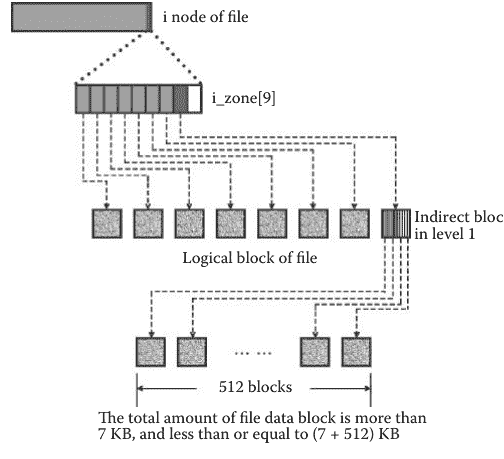 i node of file
i_zone[9]
Indirect bloc
in level 1
Logical block of file
... ...
512 blocks
The total amount of file data block is more than
7 KB, and less than or equal to (7 + 512) KB